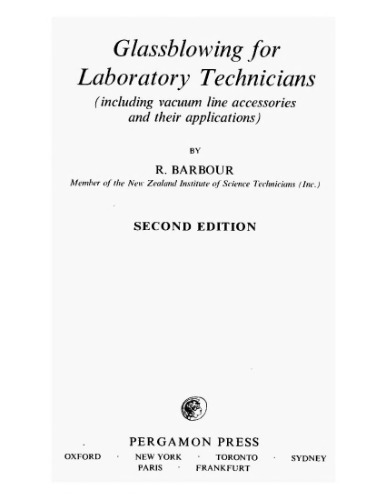 Glassblowing for
Laboratory Technicians
(including vacuum line accessories
and their applications)
BY
R. BARBOUR
Member of the New Zealand Institute of Science Technicians (Inc.)
SECOND EDITION
PERGAMON PRESS
OXFORD · NEW YORK · TORONTO · SYDNEY
PARIS · FRANKFURT